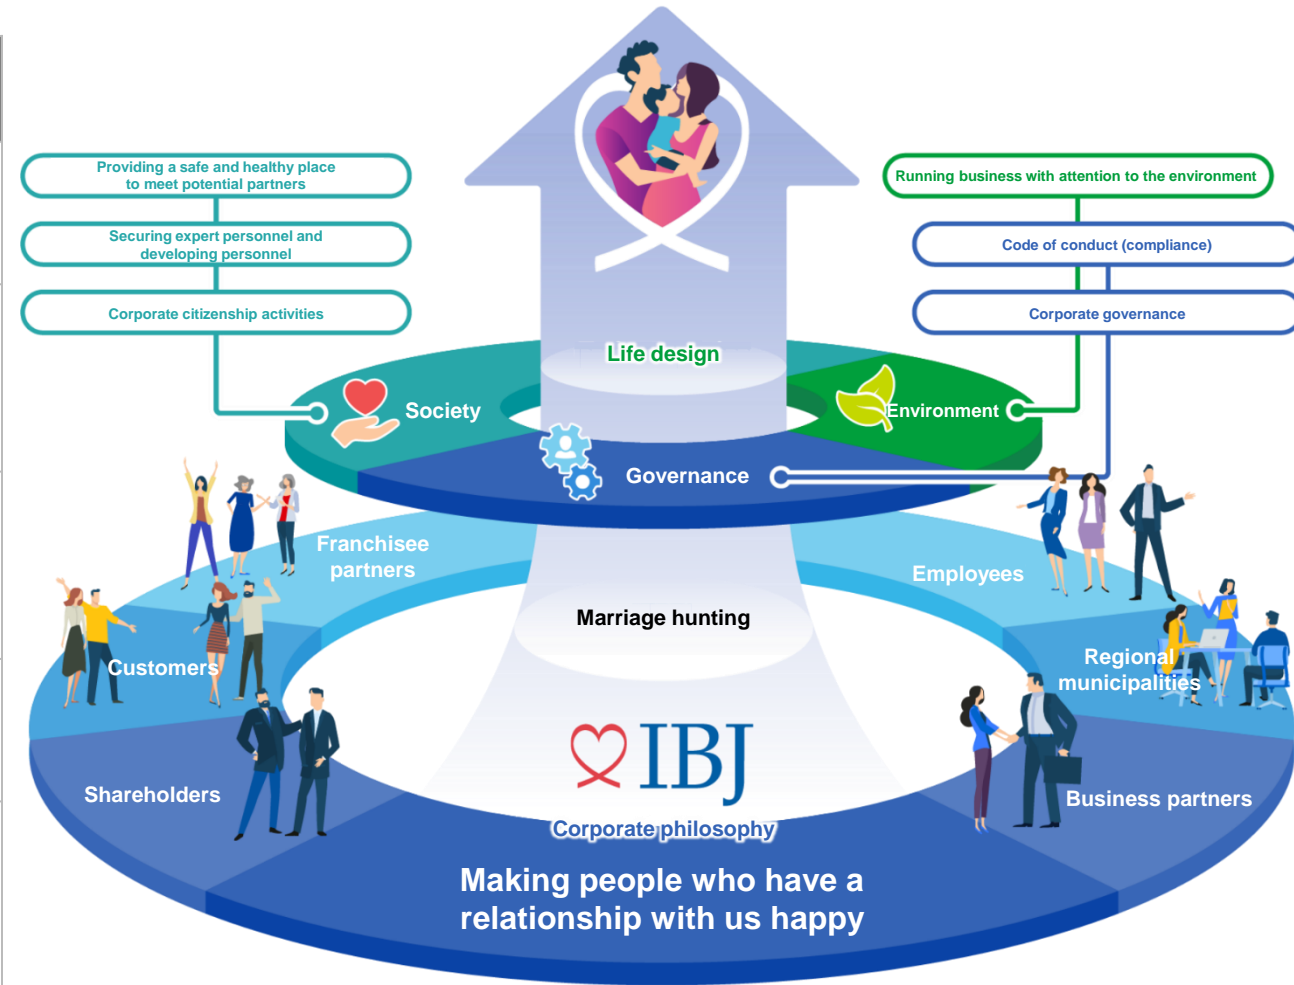 Providing a safe and healthy place
to meet potential partners
Securing expert personnel and
developing personnel
Corporate citizenship activities
Running business with attention to the environment
Code of conduct (compliance)
Corporate governance
Life design
Society
Environment
Governance
Franchisee
partners
Employees
Marriage hunting
Customers
Regional
municipalities
IBJ
Shareholders
Business partners
Corporate philosophy
Making people who have a
relationship with us happy